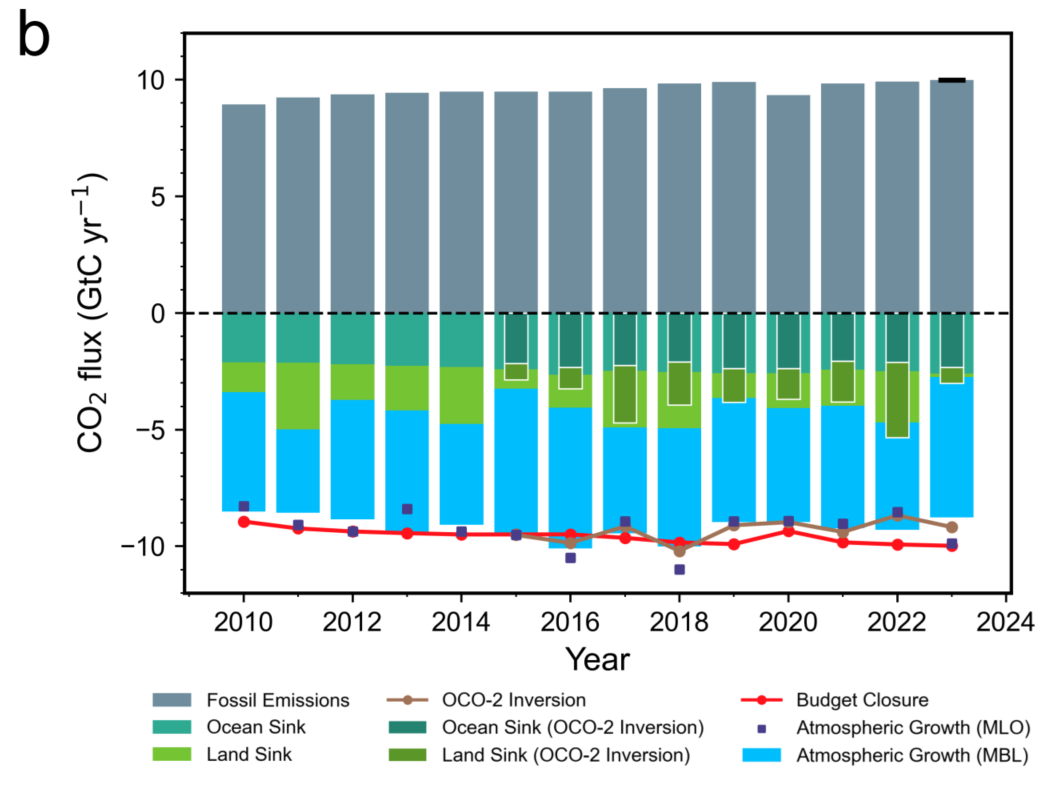 b
CO₂ flux (GtC yr⁻¹)
10
5
0
−5
−10
2010 2012 2014 2016 2018 2020 2022 2024
Year
Fossil Emissions OCO-2 Inversion Budget Closure
Ocean Sink Ocean Sink (OCO-2 Inversion) Atmospheric Growth (MLO)
Land Sink Land Sink (OCO-2 Inversion) Atmospheric Growth (MBL)